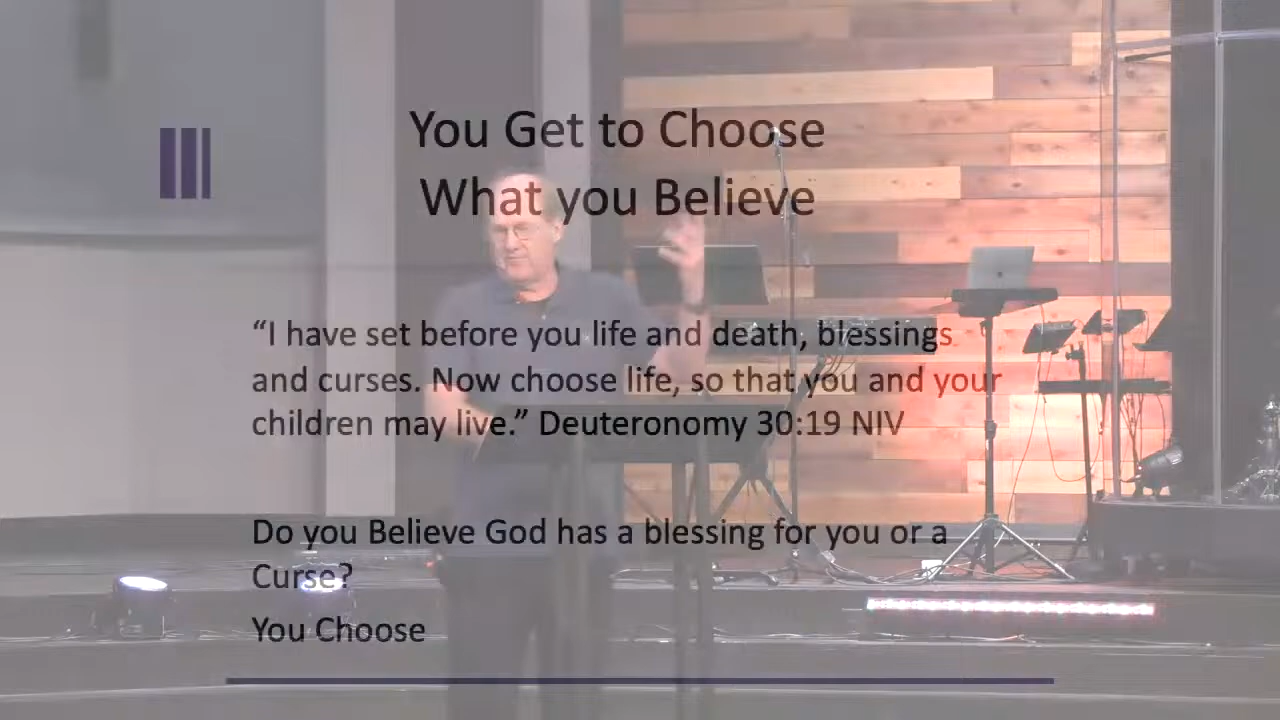 You Get to Choose
What you Believe
“I have set before you life and death, blessings
and curses. Now choose life, so that you and your
children may live.” Deuteronomy 30:19 NIV
Do you Believe God has a blessing for you or a
Curse?
You Choose